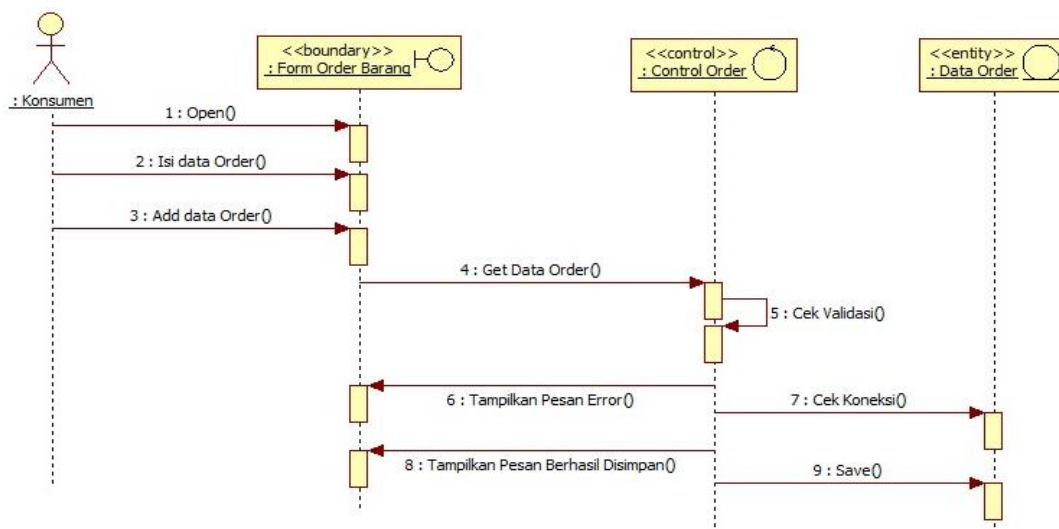 : Konsumen
<<boundary>>
: Form Order Barang
<<control>>
: Control Order
<<entity>>
: Data Order
1 : Open()
2 : Isi data Order()
3 : Add data Order()
4 : Get Data Order()
5 : Cek Validasi()
6 : Tampilkan Pesan Error()
7 : Cek Koneksi()
8 : Tampilkan Pesan Berhasil Disimpan()
9 : Save()